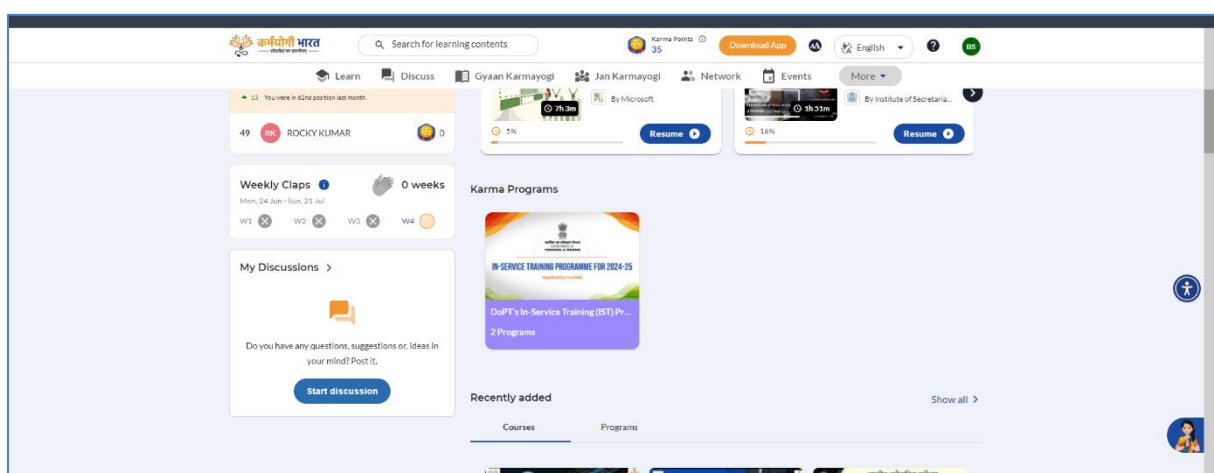 कर्मयोगी भारत
Search for learning contents
Karma Points
35
Download App
English
?
BS
Learn
Discuss
Gyaan Karmayogi
Jan Karmayogi
Network
Events
More
13 You were in 62nd position last month.
49 RK ROCKY KUMAR 0
7h 3m
By Microsoft
5%
Resume
1h 51m
By Institute of Secretaria...
16%
Resume
Weekly Claps
0 weeks
Mon, 24 Jun - Sun, 21 Jul
W1 W2 W3 W4
My Discussions
Do you have any questions, suggestions or, ideas in
your mind? Post it.
Start discussion
Karma Programs
IN-SERVICE TRAINING PROGRAMME FOR 2024-25
DoPT's In-Service Training (IST) Pr...
2 Programs
Recently added
Show all
Courses
Programs